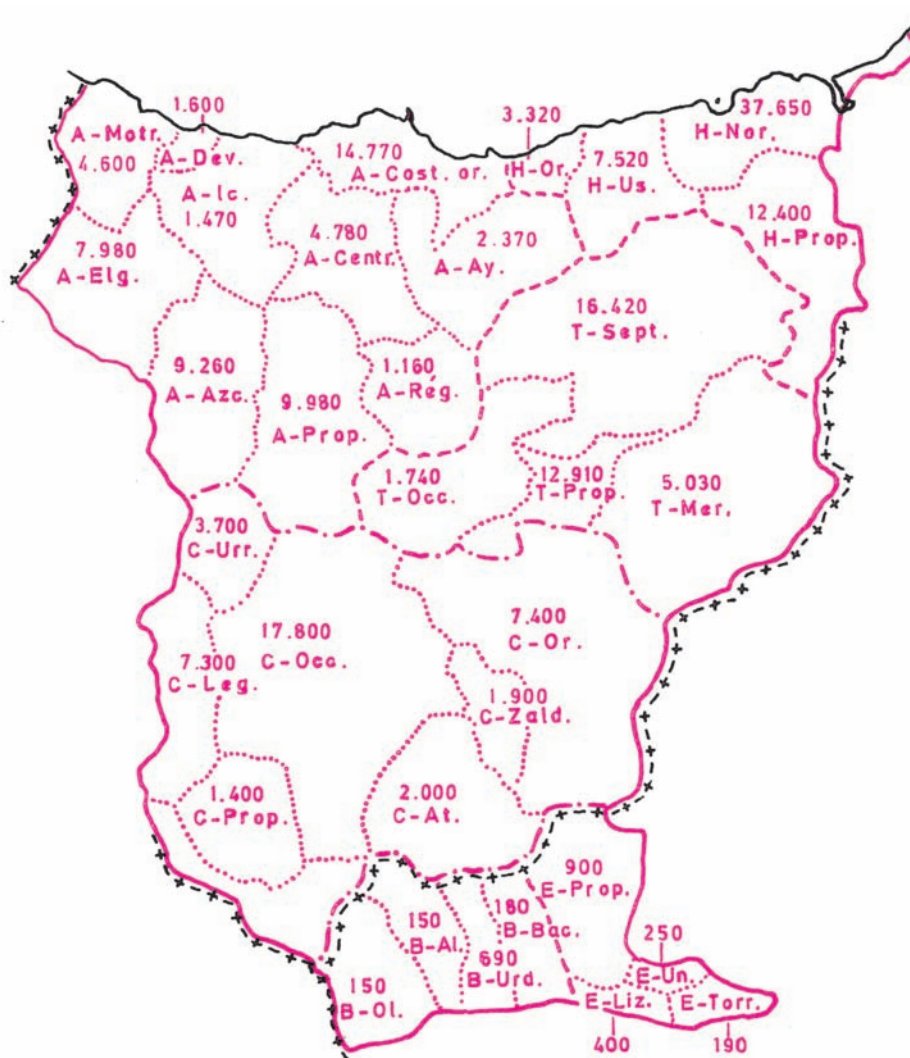 1.600
3.320
37.650
H-Nor.
A-Motr.
4.600
A-Dev.
14.770
A-Cost. or.
H-Or.
7.520
H-Us.
A-Ic.
1.470
12.400
H-Prop.
7.980
A-Elg.
4.780
A-Centr.
2.370
A-Ay.
16.420
T-Sept.
9.260
A-Azc.
9.980
A-Prop.
1.160
A-Rég.
1.740
T-Occ.
12.910
T-Prop.
5.030
T-Mer.
3.700
C-Urr.
17.800
C-Occ.
7.400
C-Or.
7.300
C-Leg.
1.900
C-Zald.
1.400
C-Prop.
2.000
C-At.
900
E-Prop.
150
B-Al.
180
B-Bac.
690
B-Urd.
250
E-Un.
150
B-Ol.
E-Liz.
E-Torr.
400
190